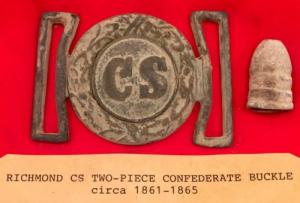 CS
RICHMOND CS TWO-PIECE CONFEDERATE BUCKLE
circa 1861-1865